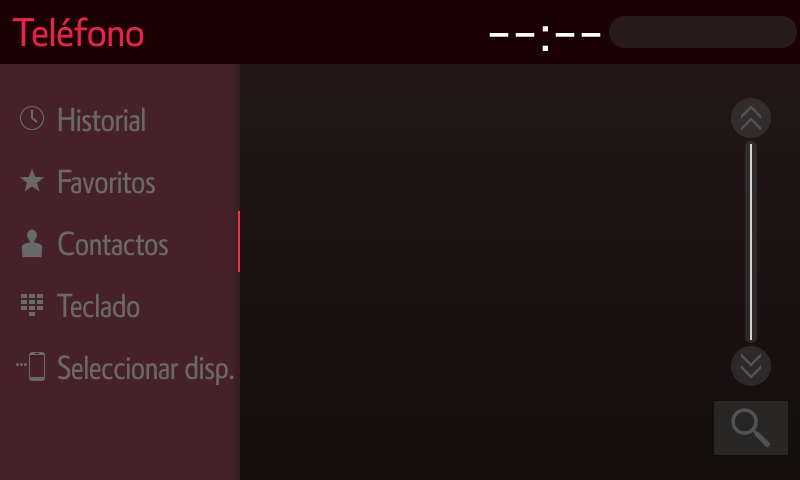 Teléfono
--:--
Historial
Favoritos
Contactos
Teclado
Seleccionar disp.